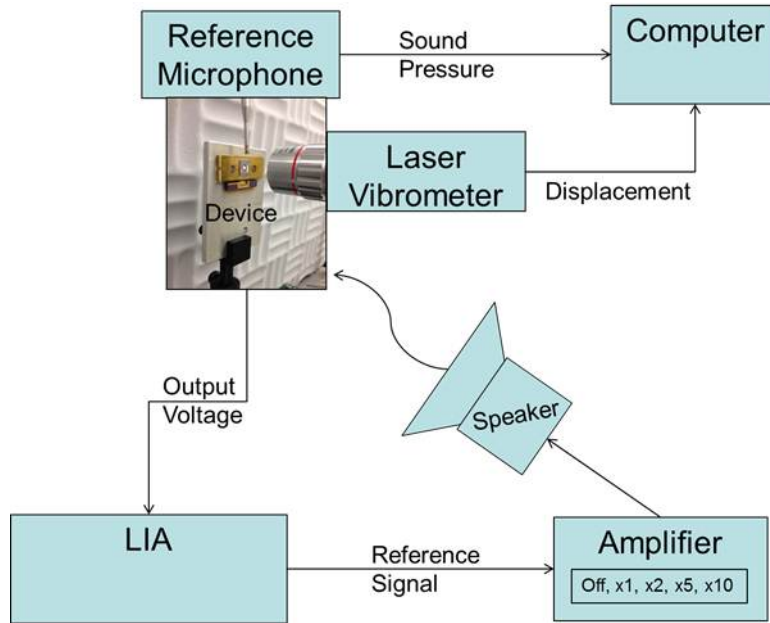 Reference
Microphone
Sound
Pressure
Computer
Laser
Vibrometer
Displacement
Device
Output
Voltage
Speaker
LIA
Reference
Signal
Amplifier
Off, x1, x2, x5, x10